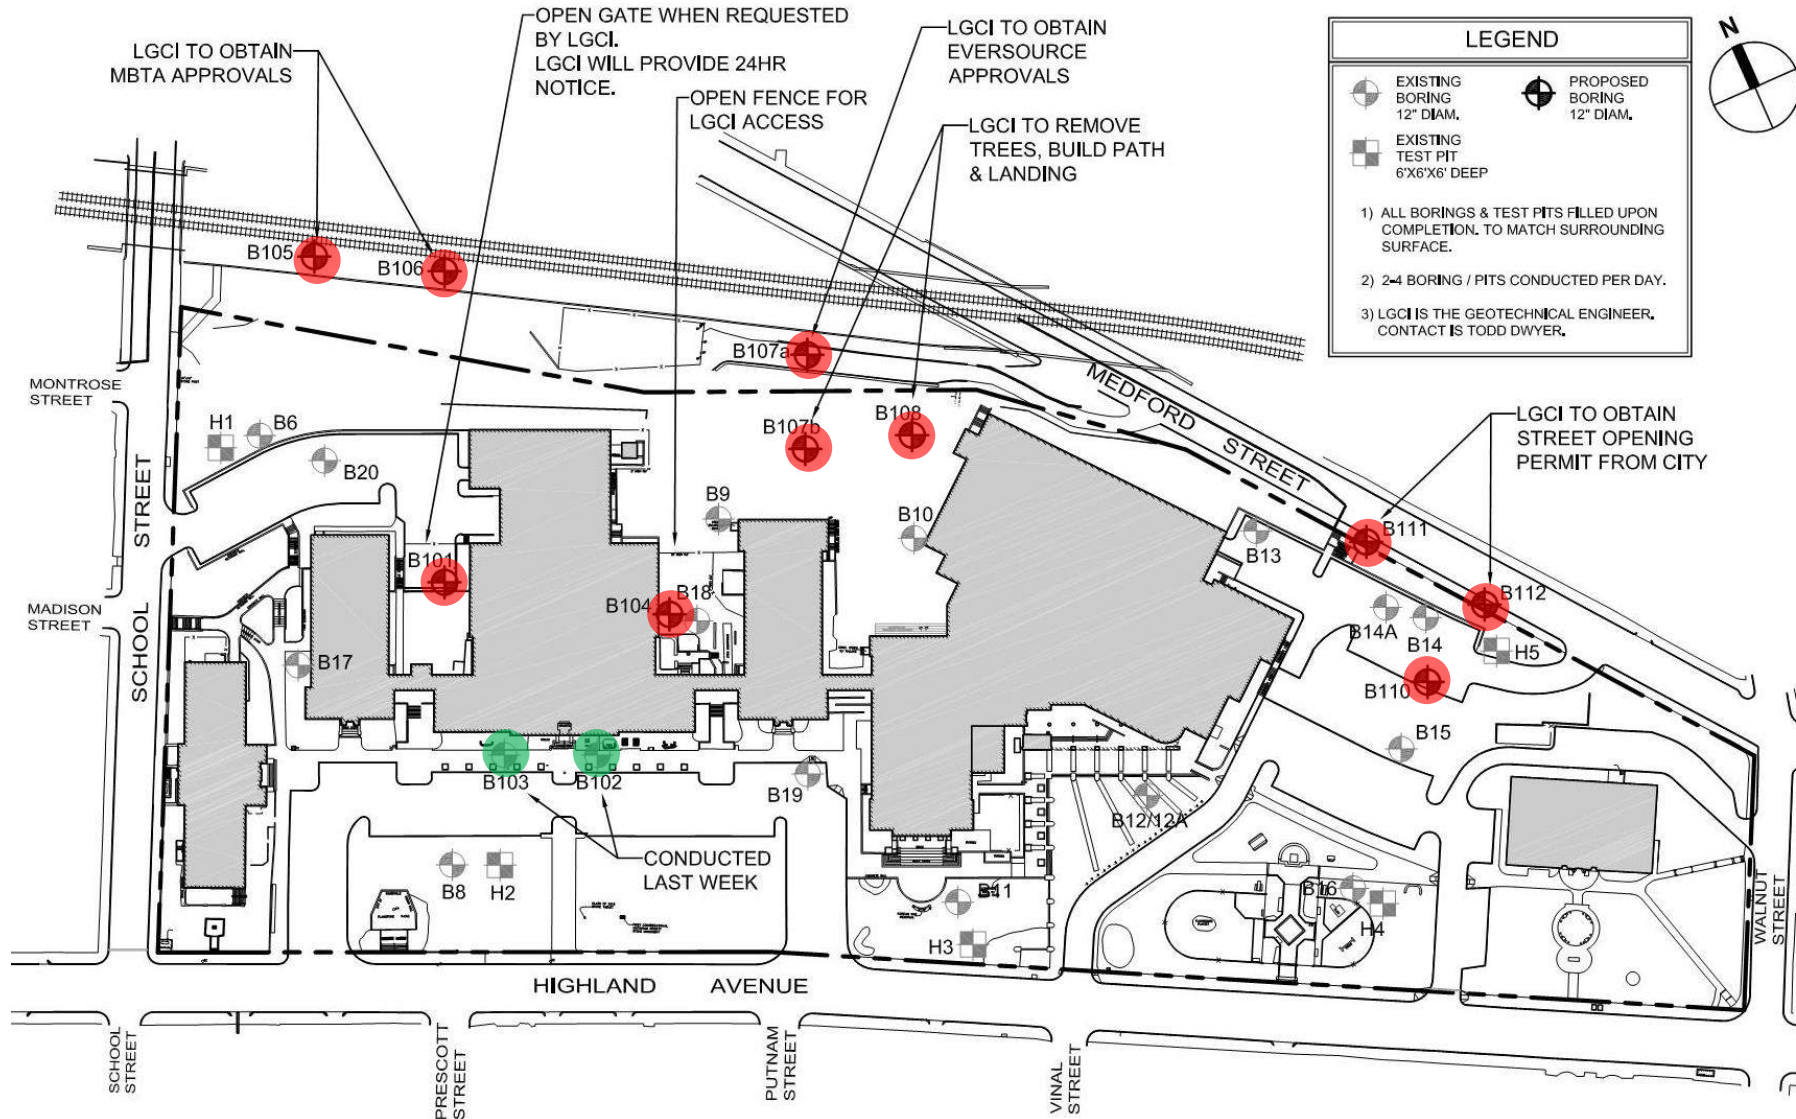 OPEN GATE WHEN REQUESTED
BY LGCI.
LGCI WILL PROVIDE 24HR
NOTICE.
LGCI TO OBTAIN
MBTA APPROVALS
OPEN FENCE FOR
LGCI ACCESS
LGCI TO OBTAIN
EVERSOURCE
APPROVALS
LGCI TO REMOVE
TREES, BUILD PATH
& LANDING
LEGEND
EXISTING
BORING
12" DIAM.
PROPOSED
BORING
12" DIAM.
EXISTING
TEST PIT
6'X6'X6' DEEP
1) ALL BORINGS & TEST PITS FILLED UPON
COMPLETION. TO MATCH SURROUNDING
SURFACE.
2) 2-4 BORING / PITS CONDUCTED PER DAY.
3) LGCI IS THE GEOTECHNICAL ENGINEER.
CONTACT IS TODD DWYER.
N
B105
B106
B107a
B107b
B108
MEDFORD STREET
LGCI TO OBTAIN
STREET OPENING
PERMIT FROM CITY
MONTROSE
STREET
H1
B6
B20
B9
B10
B13
B111
B112
B101
B104
B18
B14A
B14
H5
B110
B15
MADISON
STREET
SCHOOL STREET
B17
B103
B102
B19
B12/12A
CONDUCTED
LAST WEEK
B8
H2
B11
H3
B16
H4
WALNUT
STREET
HIGHLAND AVENUE
SCHOOL
STREET
PRESCOTT
STREET
PUTNAM
STREET
VINAL
STREET